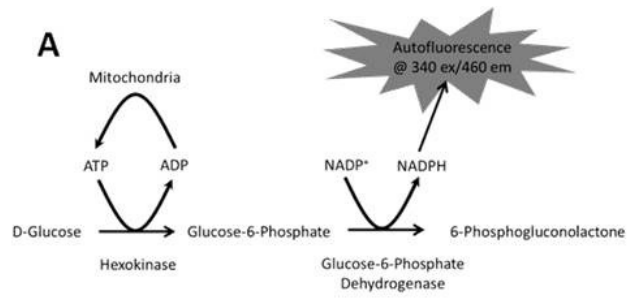 A
Autofluorescence
@ 340 ex/460 em
Mitochondria
ATP ADP NADP⁺ NADPH
D-Glucose Glucose-6-Phosphate 6-Phosphogluconolactone
Hexokinase Glucose-6-Phosphate
Dehydrogenase